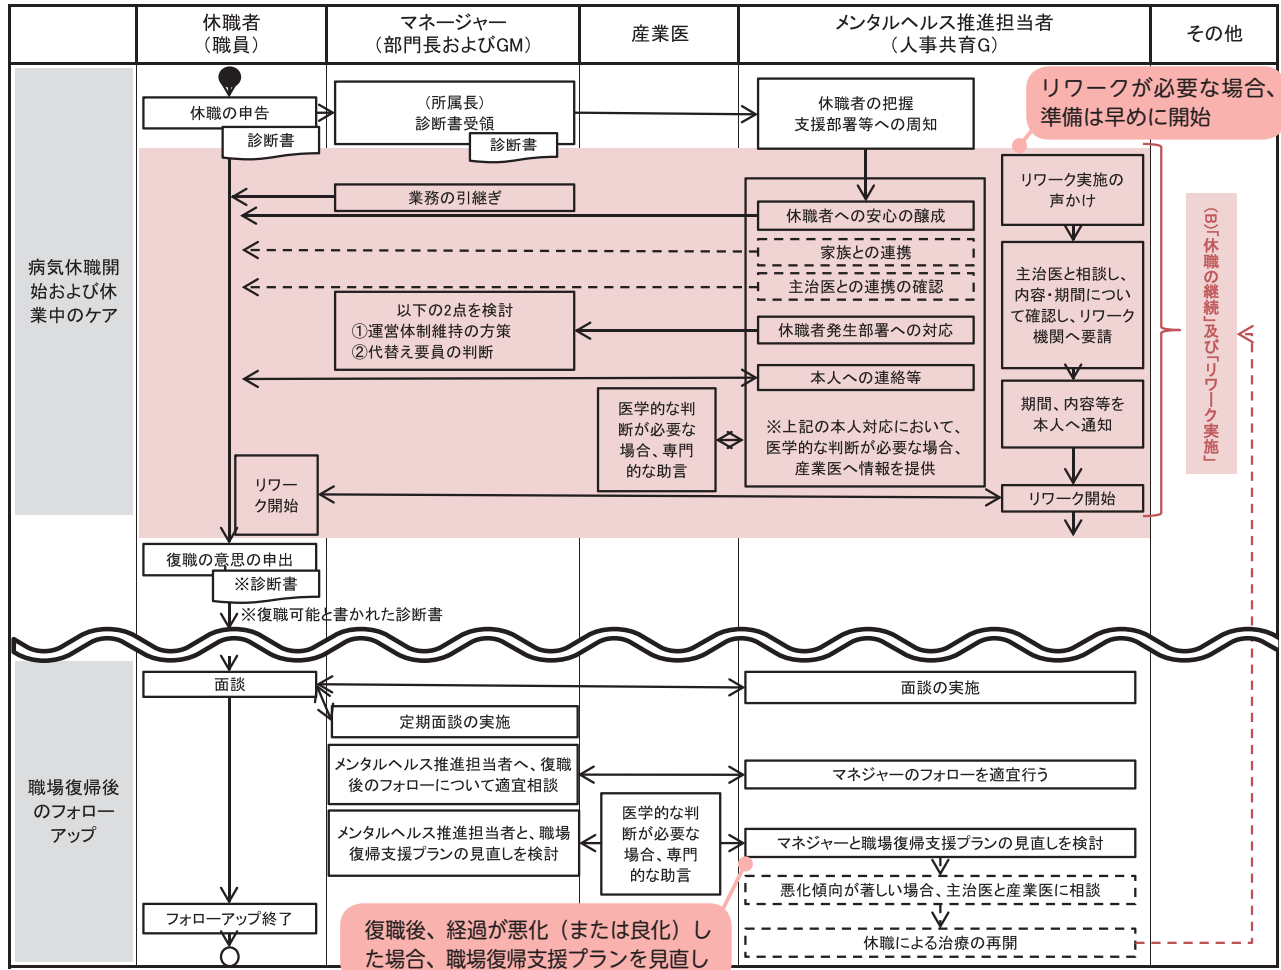 休職者
（職員）
マネージャー
（部門長およびGM）
産業医
メンタルヘルス推進担当者
（人事共育G）
その他
病気休職開
始および休
業中のケア
休職の申告
診断書
（所属長）
診断書受領
診断書
休職者の把握
支援部署等への周知
リワークが必要な場合、
準備は早めに開始
業務の引継ぎ
休職者への安心の醸成
家族との連携
主治医との連携の確認
以下の2点を検討
①運営体制維持の方策
②代替え要員の判断
休職者発生部署への対応
本人への連絡等
医学的な判
断が必要な
場合、専門
的な助言
※上記の本人対応において、
医学的な判断が必要な場合、
産業医へ情報を提供
リワーク実施の
声かけ
主治医と相談し、
内容・期間につい
て確認し、リワーク
機関へ要請
期間、内容等を
本人へ通知
リワーク開始
リワー
ク開始
（B）「休職の継続」及び「リワーク実施」
復職の意思の申出
※診断書
※復職可能と書かれた診断書
職場復帰後
のフォロー
アップ
面談
面談の実施
定期面談の実施
メンタルヘルス推進担当者へ、復職
後のフォローについて適宜相談
マネジャーのフォローを適宜行う
メンタルヘルス推進担当者と、職場
復帰支援プランの見直しを検討
医学的な判
断が必要な
場合、専門
的な助言
マネジャーと職場復帰支援プランの見直しを検討
悪化傾向が著しい場合、主治医と産業医に相談
休職による治療の再開
フォローアップ終了
復職後、経過が悪化（または良化）し
た場合、職場復帰支援プランを見直し